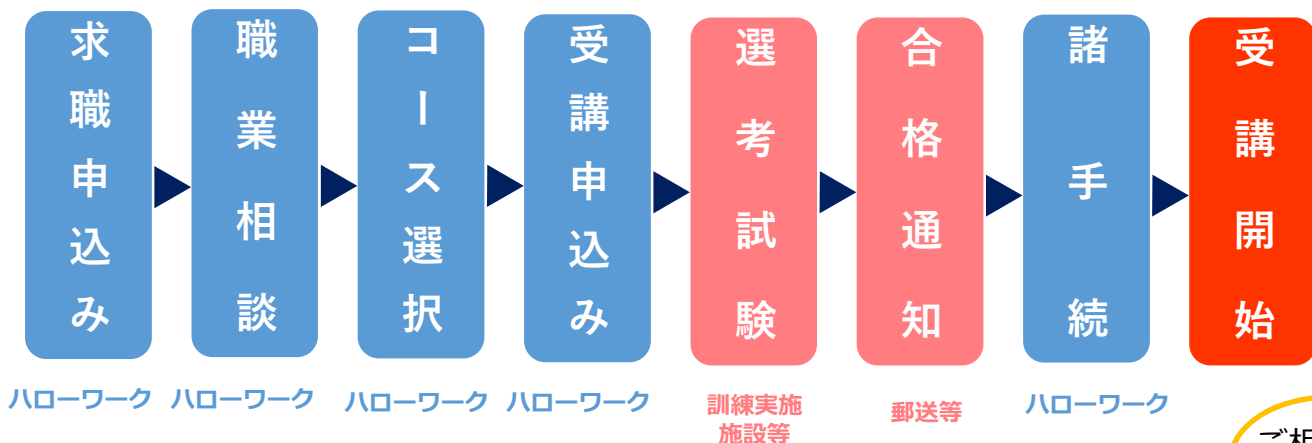 求職申込み
職業相談
コース選択
受講申込み
選考試験
合格通知
諸手続
受講開始
ハローワーク
ハローワーク
ハローワーク
ハローワーク
訓練実施
施設等
郵送等
ハローワーク
ご相